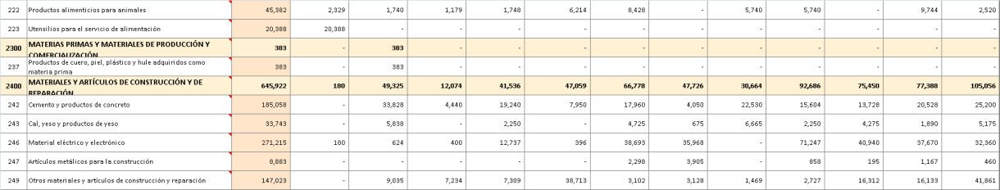 222 Productos alimenticios para animales 45,382 2,329 1,740 1,179 1,748 6,214 8,428 - 5,740 5,740 - 9,744 2,520
223 Utensilios para el servicio de alimentación 20,388 20,388 - - - - - - - - - - -
2300 MATERIAS PRIMAS Y MATERIALES DE PRODUCCIÓN Y COMERCIALIZACIÓN 383 - 383 - - - - - - - - - -
237 Productos de cuero, piel, plástico y hule adquiridos como materia prima 383 - 383 - - - - - - - - - -
2400 MATERIALES Y ARTÍCULOS DE CONSTRUCCIÓN Y DE REPARACIÓN 645,922 180 49,325 12,074 41,536 47,059 66,778 47,726 30,664 92,686 75,450 77,388 105,056
242 Cemento y productos de concreto 185,058 - 33,828 4,440 19,240 7,950 17,960 4,050 22,530 15,604 13,728 20,528 25,200
243 Cal, yeso y productos de yeso 33,743 - 5,838 - 2,250 - 4,725 675 6,665 2,250 4,275 1,890 5,175
246 Material eléctrico y electrónico 271,215 180 624 400 12,737 396 38,693 35,968 - 71,247 40,940 37,670 32,360
247 Artículos metálicos para la construcción 8,883 - - - - - 2,298 3,905 - 858 195 1,167 460
249 Otros materiales y artículos de construcción y reparación 147,023 - 9,035 7,234 7,309 38,713 3,102 3,128 1,469 2,727 16,312 16,133 41,861